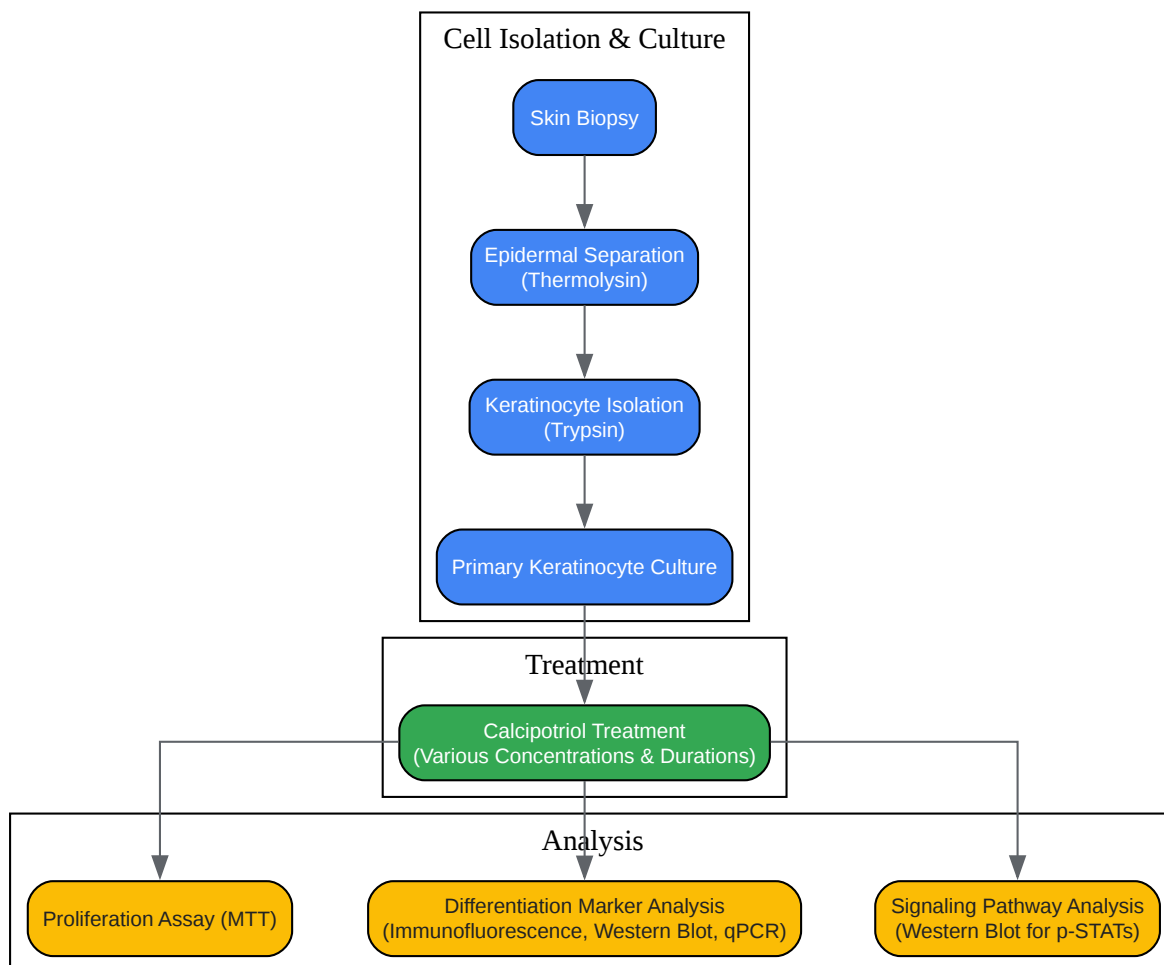 Cell Isolation & Culture
Skin Biopsy
Epidermal Separation
(Thermolysin)
Keratinocyte Isolation
(Trypsin)
Primary Keratinocyte Culture
Treatment
Calcipotriol Treatment
(Various Concentrations & Durations)
Analysis
Proliferation Assay (MTT)
Differentiation Marker Analysis
(Immunofluorescence, Western Blot, qPCR)
Signaling Pathway Analysis
(Western Blot for p-STATs)